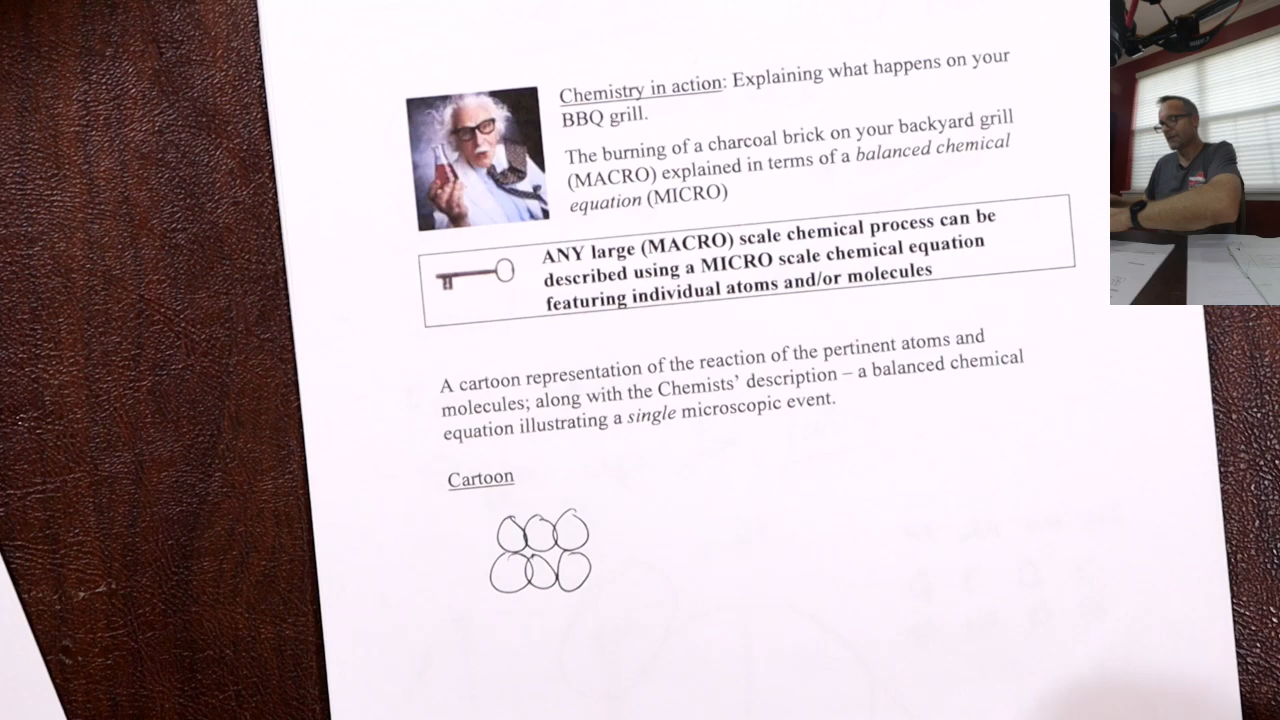 Chemistry in action: Explaining what happens on your
BBQ grill.
The burning of a charcoal brick on your backyard grill
(MACRO) explained in terms of a balanced chemical
equation (MICRO)
ANY large (MACRO) scale chemical process can be
described using a MICRO scale chemical equation
featuring individual atoms and/or molecules
A cartoon representation of the reaction of the pertinent atoms and
molecules; along with the Chemists’ description – a balanced chemical
equation illustrating a single microscopic event.
Cartoon